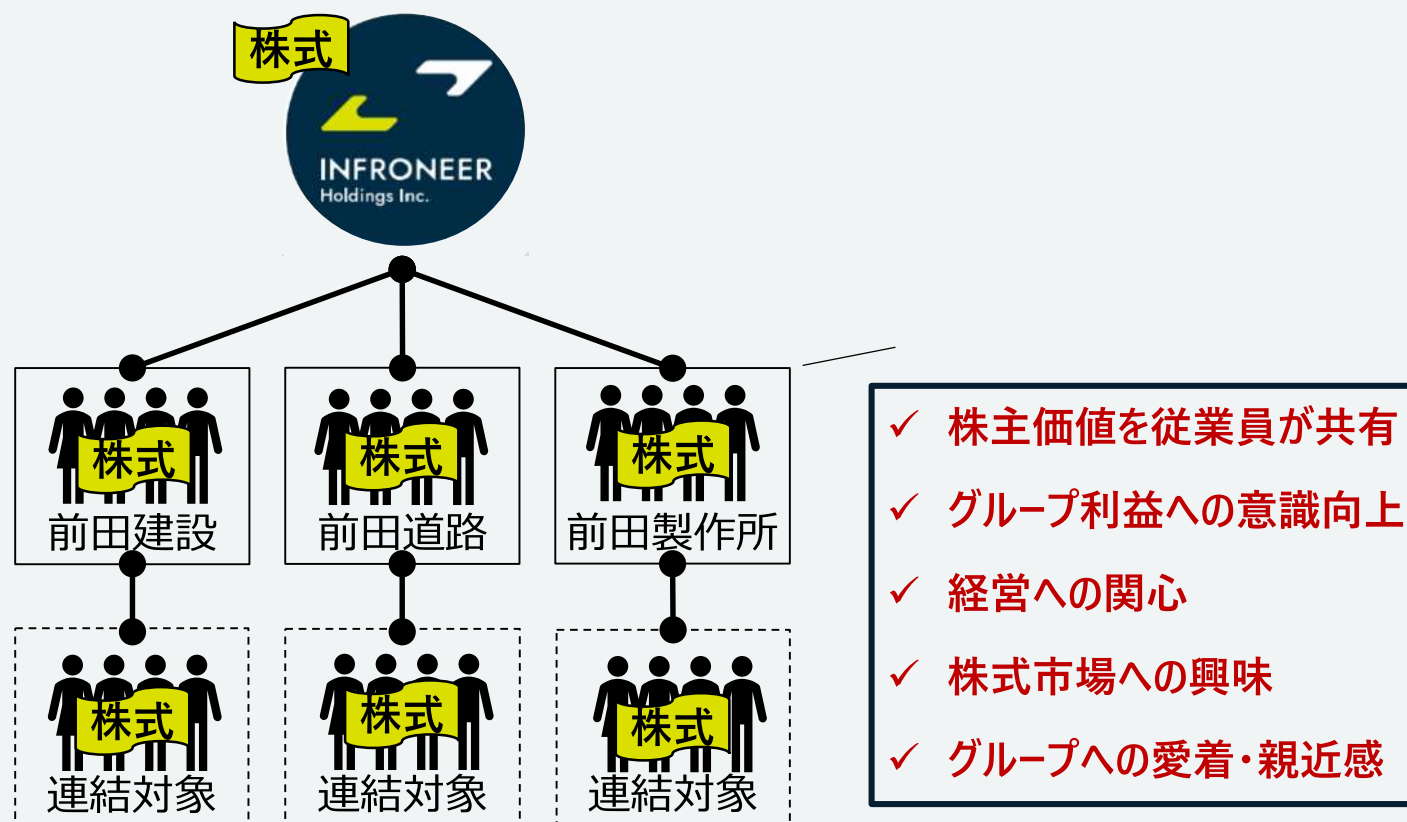 株式
INFRONEER
Holdings Inc.
株式
前田建設
株式
前田道路
株式
前田製作所
株式
連結対象
株式
連結対象
株式
連結対象
✓ 株主価値を従業員が共有
✓ グループ利益への意識向上
✓ 経営への関心
✓ 株式市場への興味
✓ グループへの愛着・親近感